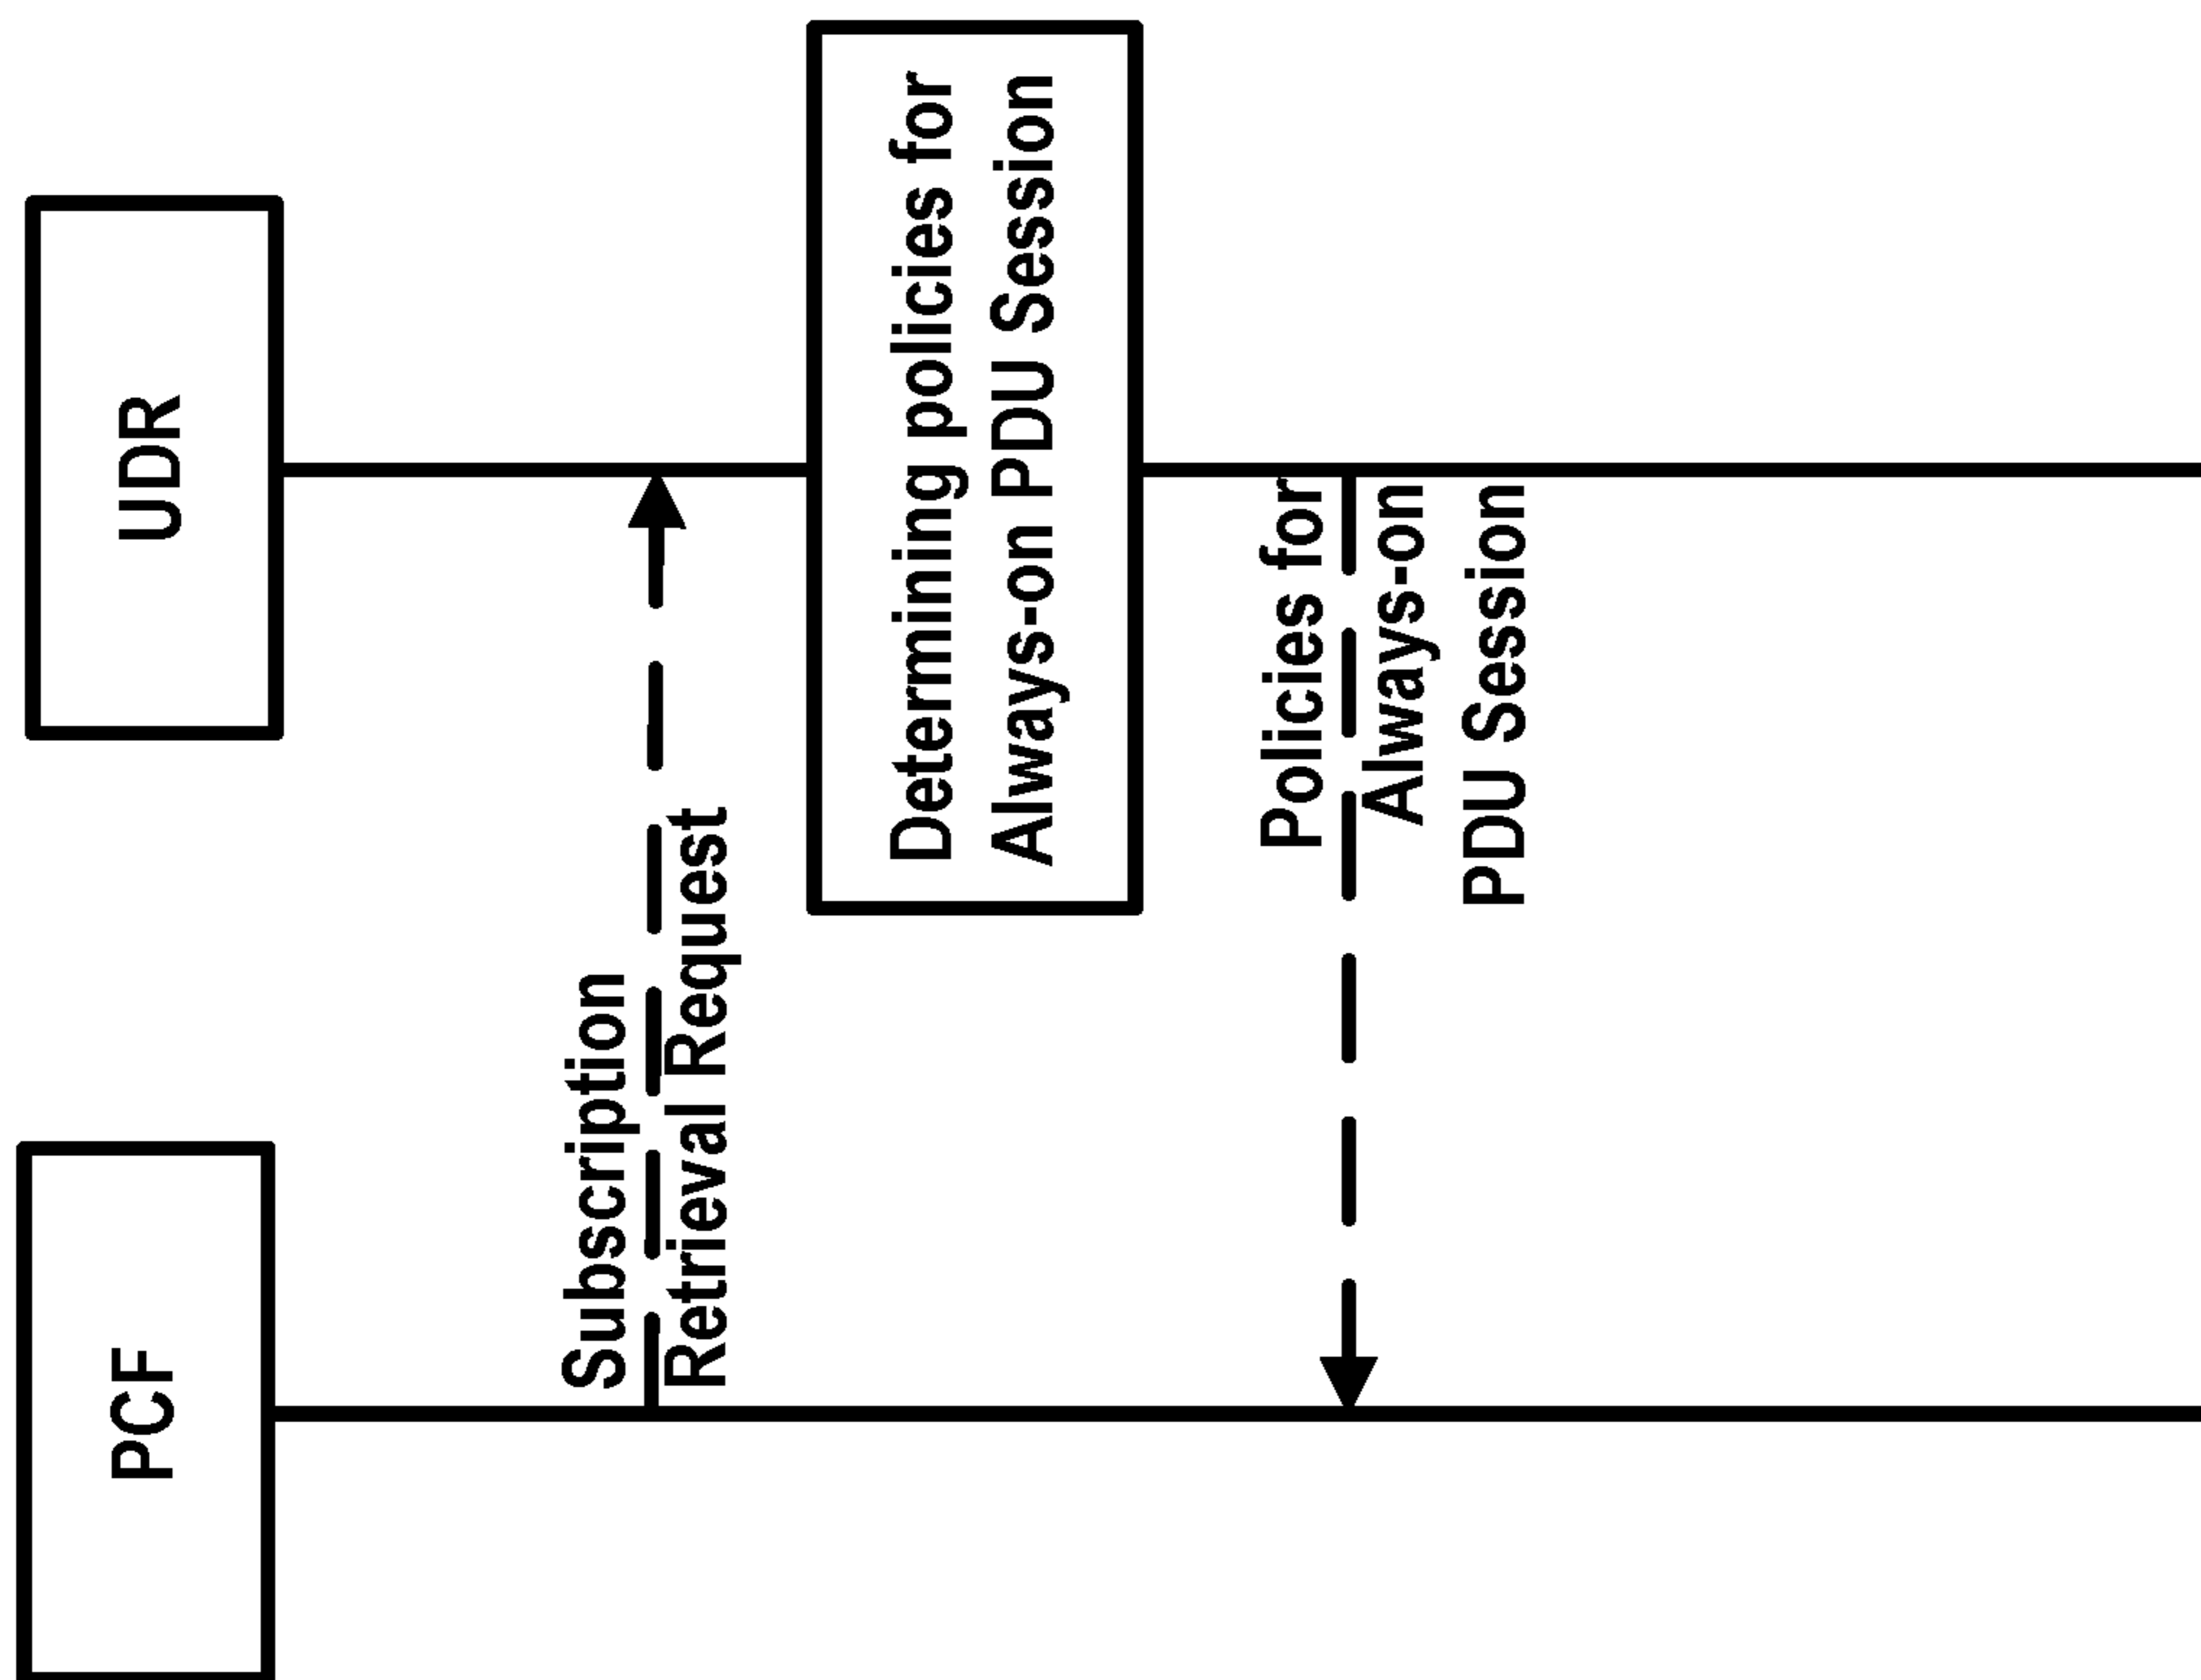 PCF
UDR
Subscription
Retrieval Request
Determining policies for
Always-on PDU Session
Policies for
Always-on
PDU Session